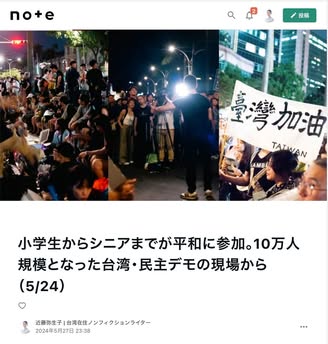 note
2
投稿
臺灣加油
TAIWAN
小学生からシニアまでが平和に参加。10万人
規模となった台湾・民主デモの現場から
（5/24）
近藤弥生子 | 台湾在住ノンフィクションライター
2024年5月27日 23:58